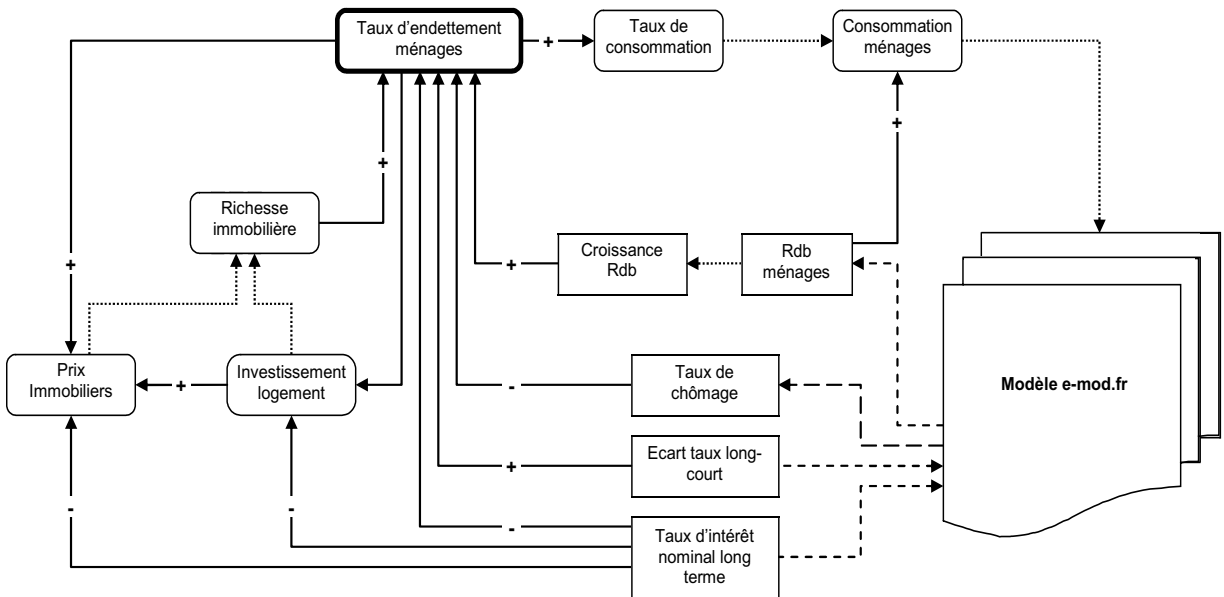 Taux d'endettement
ménages
+
Taux de
consommation
Consommation
ménages
+
+
Richesse
immobilière
+
+
Croissance
Rdb
Rdb
ménages
Prix
Immobiliers
+
Investissement
logement
-
Taux de
chômage
Modèle e-mod.fr
+
Ecart taux long-
court
-
-
-
Taux d'intérêt
nominal long
terme